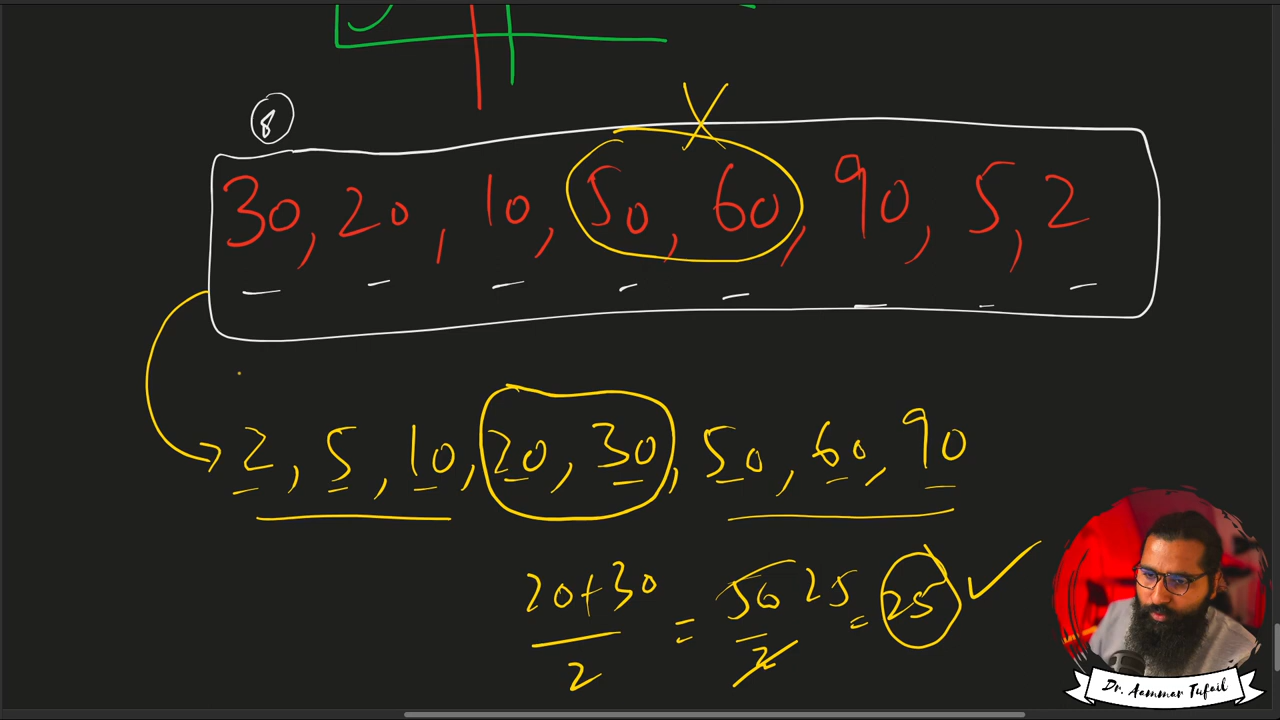 8
X
30, 20, 10, 50, 60, 90, 5, 2
2, 5, 10, 20, 30, 50, 60, 90
20+30/2 = 50/2 25 = 25 ✓
Dr. Aammar Tufail